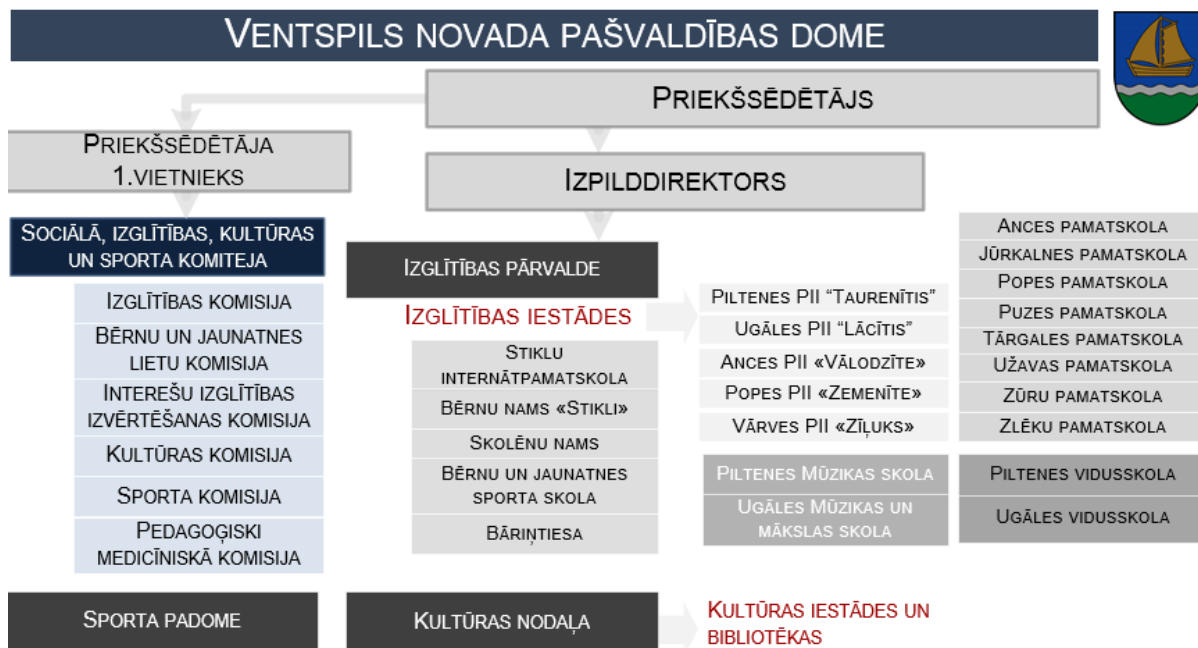 VENTSPILS NOVADA PAŠVALDĪBAS DOME
PRIEKŠSĒDĒTĀJS
PRIEKŠSĒDĒTĀJA
1.VIETNIEKS
IZPILDDIREKTORS
SOCIĀLĀ, IZGLĪTĪBAS, KULTŪRAS
UN SPORTA KOMITEJA
IZGLĪTĪBAS KOMISIJA
BĒRNU UN JAUNATNES
LIETU KOMISIJA
INTEREŠU IZGLĪTĪBAS
IZVĒRTĒŠANAS KOMISIJA
KULTŪRAS KOMISIJA
SPORTA KOMISIJA
PEDAGOĢISKI
MEDICĪNISKĀ KOMISIJA
SPORTA PADOME
IZGLĪTĪBAS PĀRVALDE
IZGLĪTĪBAS IESTĀDES
STIKLU
INTERNĀTPAMATSKOLA
BĒRNU NAMS «STIKLI»
SKOLĒNU NAMS
BĒRNU UN JAUNATNES
SPORTA SKOLA
BĀRIŅTIESA
KULTŪRAS NODAĻA
PILTENES PII “TAURENĪTIS”
UGĀLES PII “LĀCĪTIS”
ANCES PII «VĀLODZĪTE»
POPES PII «ZEMENĪTE»
VĀRVES PII «ZĪĻUKS»
PILTENES MŪZIKAS SKOLA
UGĀLES MŪZIKAS UN
MĀKSLAS SKOLA
KULTŪRAS IESTĀDES UN
BIBLIOTĒKAS
ANCES PAMATSKOLA
JŪRKALNES PAMATSKOLA
POPES PAMATSKOLA
PUZES PAMATSKOLA
TĀRGALES PAMATSKOLA
UŽAVAS PAMATSKOLA
ZŪRU PAMATSKOLA
ZLĒKU PAMATSKOLA
PILTENES VIDUSSKOLA
UGĀLES VIDUSSKOLA